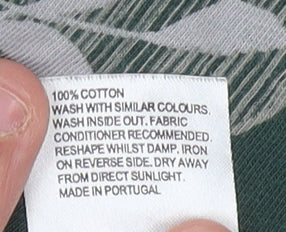 100% COTTON
WASH WITH SIMILAR COLOURS.
WASH INSIDE OUT. FABRIC
CONDITIONER RECOMMENDED.
RESHAPE WHILST DAMP. IRON
ON REVERSE SIDE. DRY AWAY
FROM DIRECT SUNLIGHT.
MADE IN PORTUGAL